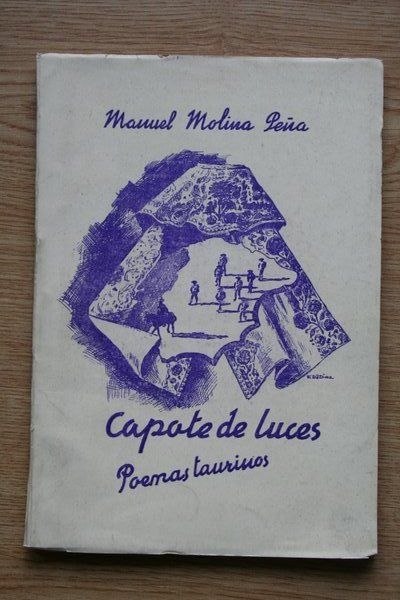 Manuel Molina Peña
Capote de luces
Poemas taurinos